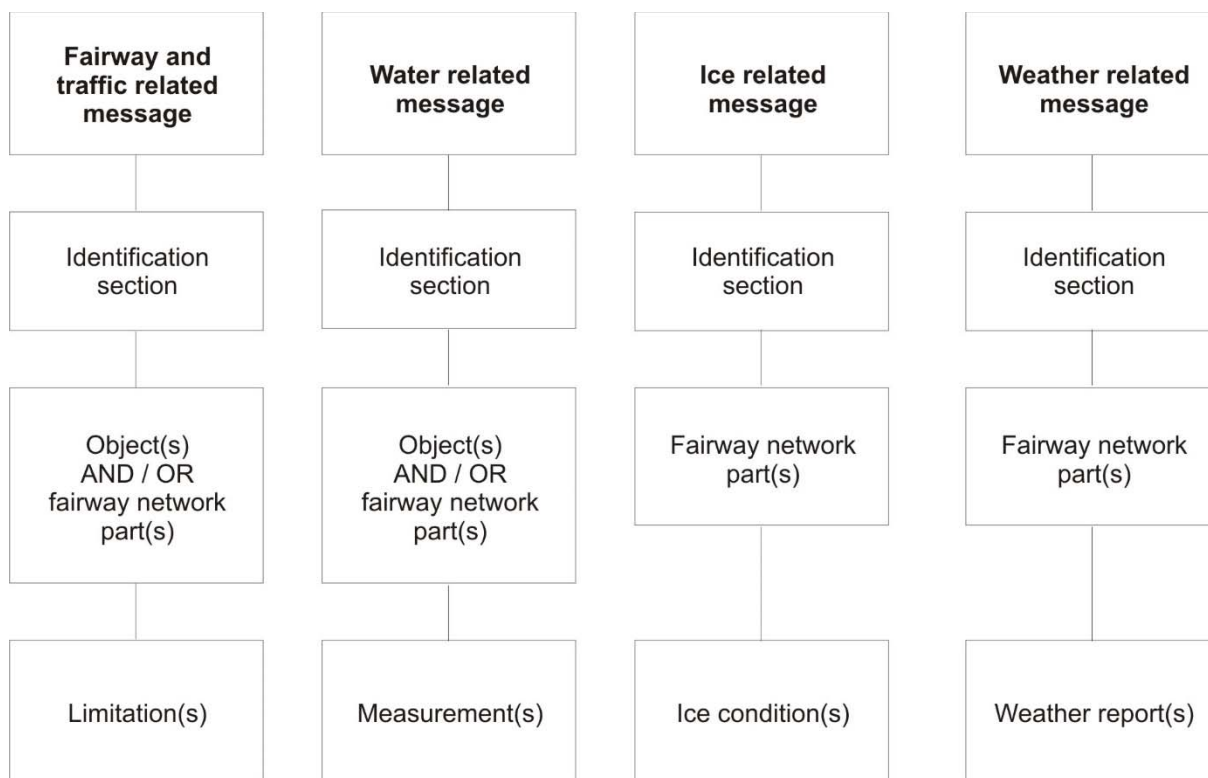 Fairway and
traffic related
message
Water related
message
Ice related
message
Weather related
message
Identification
section
Identification
section
Identification
section
Identification
section
Object(s)
AND / OR
fairway network
part(s)
Object(s)
AND / OR
fairway network
part(s)
Fairway network
part(s)
Fairway network
part(s)
Limitation(s)
Measurement(s)
Ice condition(s)
Weather report(s)